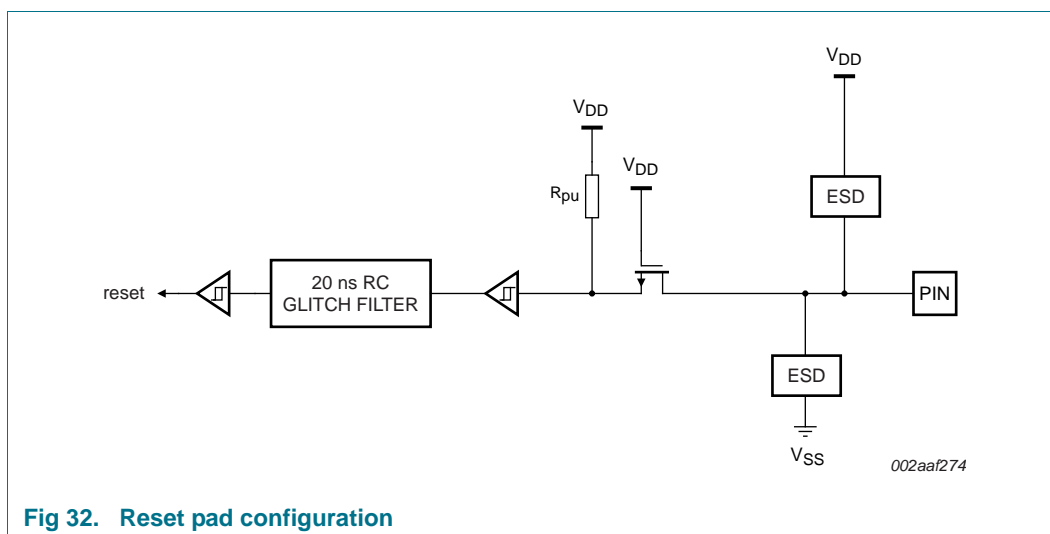 VDD
VDD
VDD
Rpu
ESD
reset
20 ns RC
GLITCH FILTER
PIN
ESD
VSS
002aaf274
Fig 32. Reset pad configuration